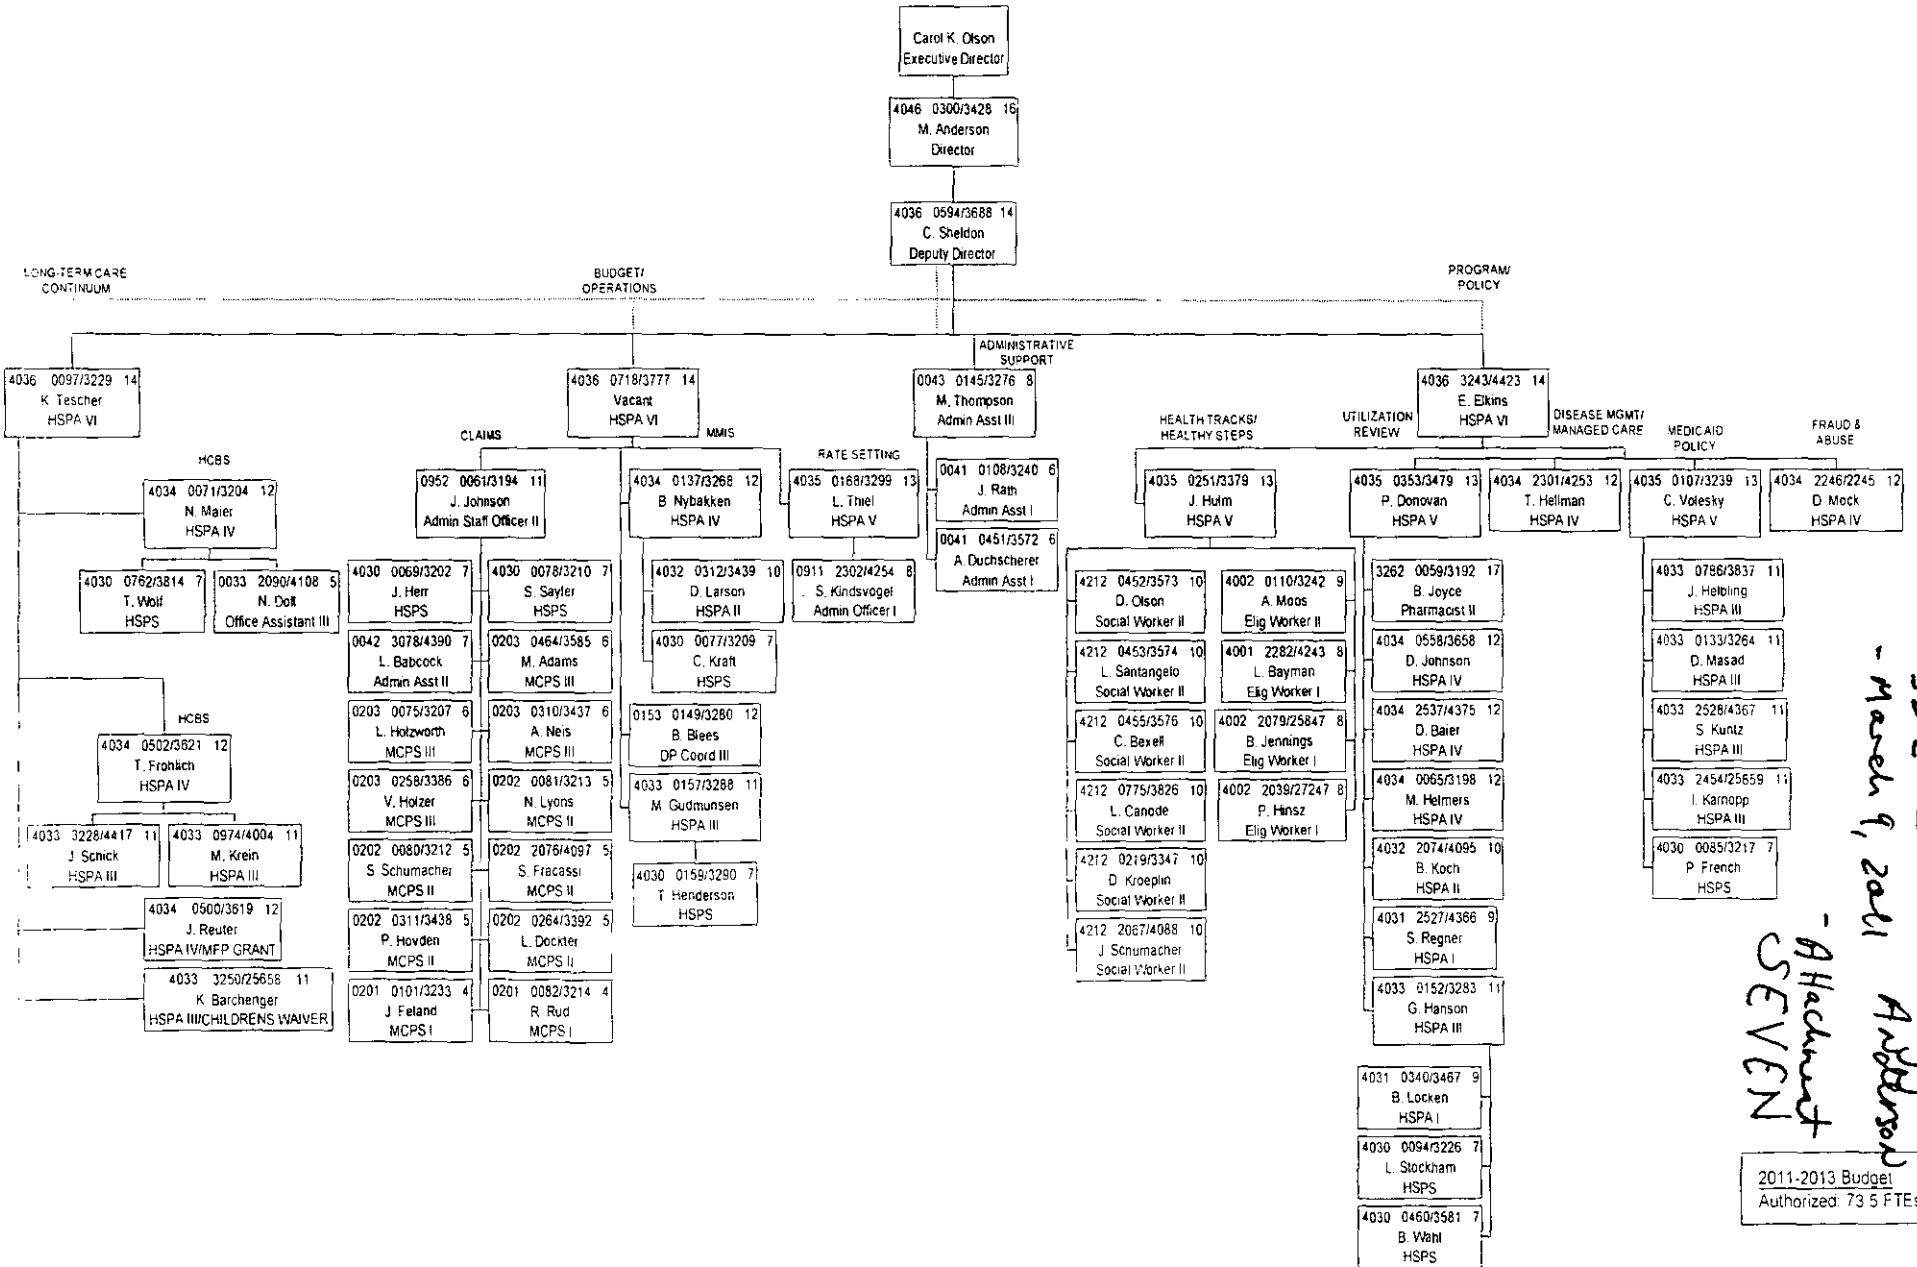 Carol K. Olson
Executive Director
4046 0300/3428 16
M. Anderson
Director
4036 0594/3688 14
C. Sheldon
Deputy Director
LONG-TERM CARE
CONTINUUM
BUDGET/
OPERATIONS
PROGRAM/
POLICY
ADMINISTRATIVE
SUPPORT
4036 0097/3229 14
K. Tescher
HSPA VI
HCBS
4034 0071/3204 12
N. Maier
HSPA IV
4030 0762/3814 7
T. Wolf
HSPS
0033 2090/4108 5
N. Doll
Office Assistant III
HCBS
4034 0502/3621 12
T. Frohlich
HSPA IV
4033 3228/4417 11
J. Schick
HSPA III
4033 0974/4004 11
M. Krein
HSPA III
4034 0500/3619 12
J. Reuter
HSPA IV/MFP GRANT
4033 3250/25658 11
K Barchenger
HSPA III/CHILDRENS WAIVER
4036 0718/3777 14
Vacant
HSPA VI
CLAIMS
MMIS
RATE SETTING
0952 0061/3194 11
J. Johnson
Admin Staff Officer II
4030 0069/3202 7
J. Herr
HSPS
4030 0078/3210 7
S. Sayler
HSPS
0042 3078/4390 7
L. Babcock
Admin Asst II
0203 0464/3585 6
M. Adams
MCPS III
0203 0075/3207 6
L. Holzworth
MCPS III
0203 0310/3437 6
A. Neis
MCPS III
0203 0258/3386 6
V. Holzer
MCPS III
0202 0081/3213 5
N. Lyons
MCPS II
0202 0080/3212 5
S. Schumacher
MCPS II
0202 2076/4097 5
S. Fracassi
MCPS II
0202 0311/3438 5
P. Hovden
MCPS II
0202 0264/3392 5
L. Dockter
MCPS II
0201 0101/3233 4
J. Feland
MCPS I
0201 0082/3214 4
R. Rud
MCPS I
4034 0137/3268 12
B. Nybakken
HSPA IV
4032 0312/3439 10
D. Larson
HSPA II
4030 0077/3209 7
C. Kraft
HSPS
0153 0149/3280 12
B. Blees
DP Coord III
4033 0157/3288 11
M. Gudmunsen
HSPA III
4030 0159/3290 7
T. Henderson
HSPS
4035 0168/3299 13
L. Thiel
HSPA V
0911 2302/4254 8
S. Kindsvogel
Admin Officer I
0043 0145/3276 8
M. Thompson
Admin Asst III
0041 0108/3240 6
J. Rath
Admin Asst I
0041 0451/3572 6
A. Duchscherer
Admin Asst I
4036 3243/4423 14
E. Elkins
HSPA VI
HEALTH TRACKS/
HEALTHY STEPS
UTILIZATION
REVIEW
DISEASE MGMT/
MANAGED CARE
MEDICAID
POLICY
FRAUD &
ABUSE
4035 0251/3379 13
J. Hulm
HSPA V
4212 0452/3573 10
D. Olson
Social Worker II
4002 0110/3242 9
A. Moos
Elig Worker II
4212 0453/3574 10
L. Santangelo
Social Worker II
4001 2282/4243 8
L. Bayman
Elig Worker I
4212 0455/3576 10
C. Bexell
Social Worker II
4002 2079/25847 8
B. Jennings
Elig Worker I
4212 0775/3826 10
L. Canode
Social Worker II
4002 2039/27247 8
P. Hinsz
Elig Worker I
4212 0219/3347 10
D. Kroeplin
Social Worker II
4212 2067/4088 10
J Schumacher
Social Worker II
4035 0353/3479 13
P. Donovan
HSPA V
3262 0059/3192 17
B. Joyce
Pharmacist II
4034 0558/3658 12
D. Johnson
HSPA IV
4034 2537/4375 12
D. Baier
HSPA IV
4034 0065/3198 12
M. Helmers
HSPA IV
4032 2074/4095 10
B. Koch
HSPA II
4031 2527/4366 9
S. Regner
HSPA I
4033 0152/3283 11
G. Hanson
HSPA III
4031 0340/3467 9
B. Locken
HSPA I
4030 0094/3226 7
L. Stockham
HSPS
4030 0460/3581 7
B. Wahl
HSPS
4034 2301/4253 12
T. Hellman
HSPA IV
4035 0107/3239 13
C. Volesky
HSPA V
4033 0786/3837 11
J. Helbling
HSPA III
4033 0133/3264 11
D. Masad
HSPA III
4033 2528/4367 11
S Kuntz
HSPA III
4033 2454/25659 11
I. Karnopp
HSPA III
4030 0085/3217 7
P French
HSPS
4034 2246/2245 12
D. Mock
HSPA IV
- March 9, 2011
Anderson
- Attachment
SEVEN
2011-2013 Budget
Authorized: 73.5 FTEs